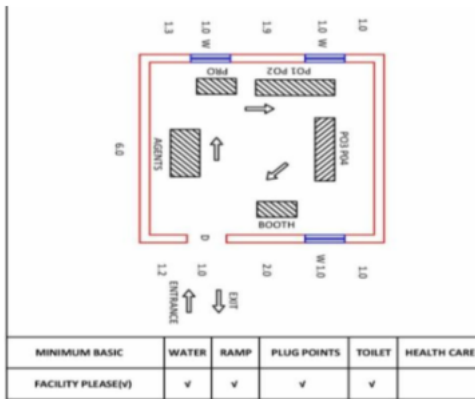 1.3 1.0 W 1.9 1.0 W 1.0
PRO PO1 PO2
6.0 AGENTS PO3 PO4
BOOTH
D
1.2 1.0 2.0 W 1.0 1.0
ENTRANCE EXIT
MINIMUM BASIC WATER RAMP PLUG POINTS TOILET HEALTH CARE
FACILITY PLEASE(√) √ √ √ √